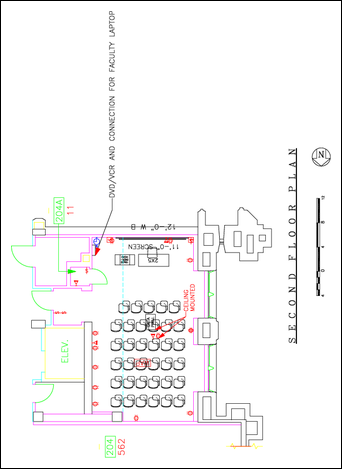 DVD/VCR AND CONNECTION FOR FACULTY LAPTOP
204A
11
12'-0" W B
11'-0" SCREEN
CEILING
MOUNTED
ELEV.
204
562
SECOND FLOOR PLAN
N